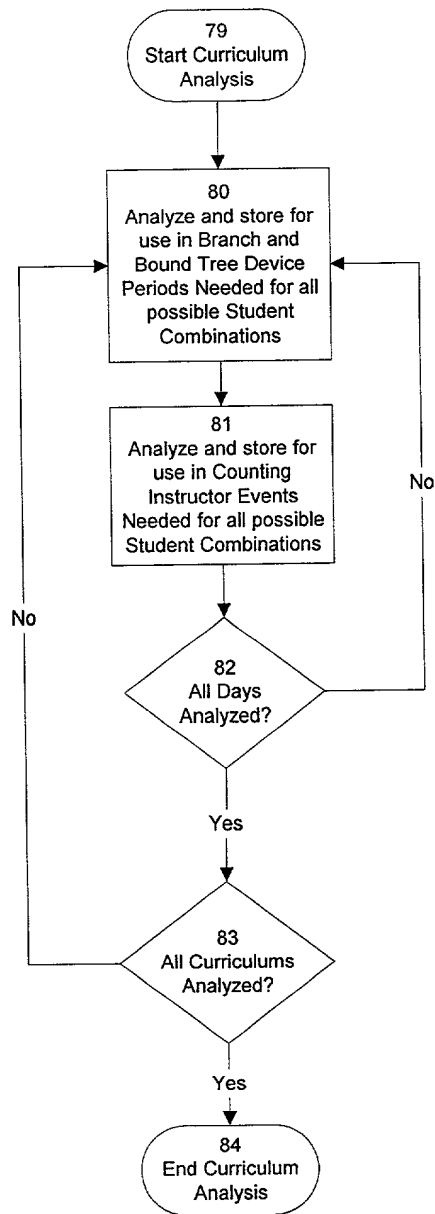 79
Start Curriculum
Analysis
80
Analyze and store for
use in Branch and
Bound Tree Device
Periods Needed for all
possible Student
Combinations
81
Analyze and store for
use in Counting
Instructor Events
Needed for all possible
Student Combinations
No
No
82
All Days
Analyzed?
Yes
83
All Curriculums
Analyzed?
Yes
84
End Curriculum
Analysis